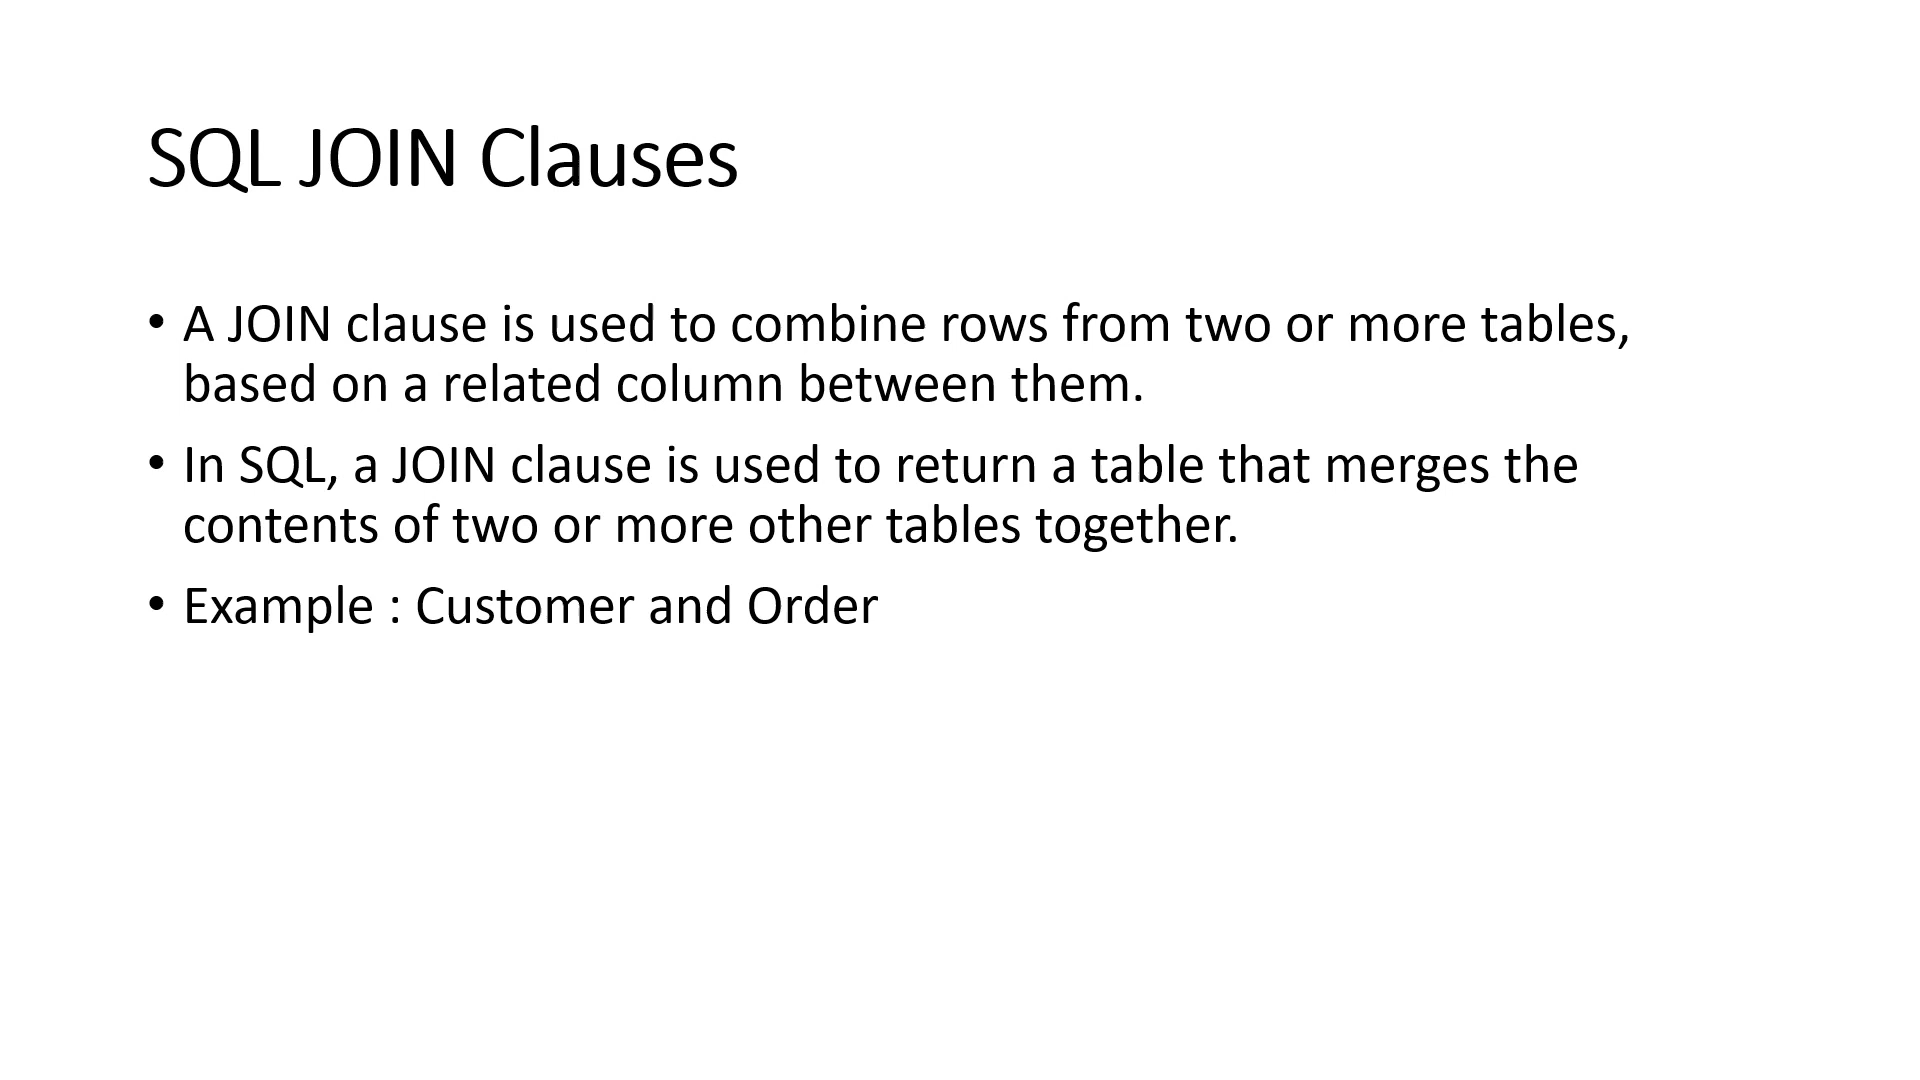 SQL JOIN Clauses
• A JOIN clause is used to combine rows from two or more tables,
based on a related column between them.
• In SQL, a JOIN clause is used to return a table that merges the
contents of two or more other tables together.
• Example : Customer and Order